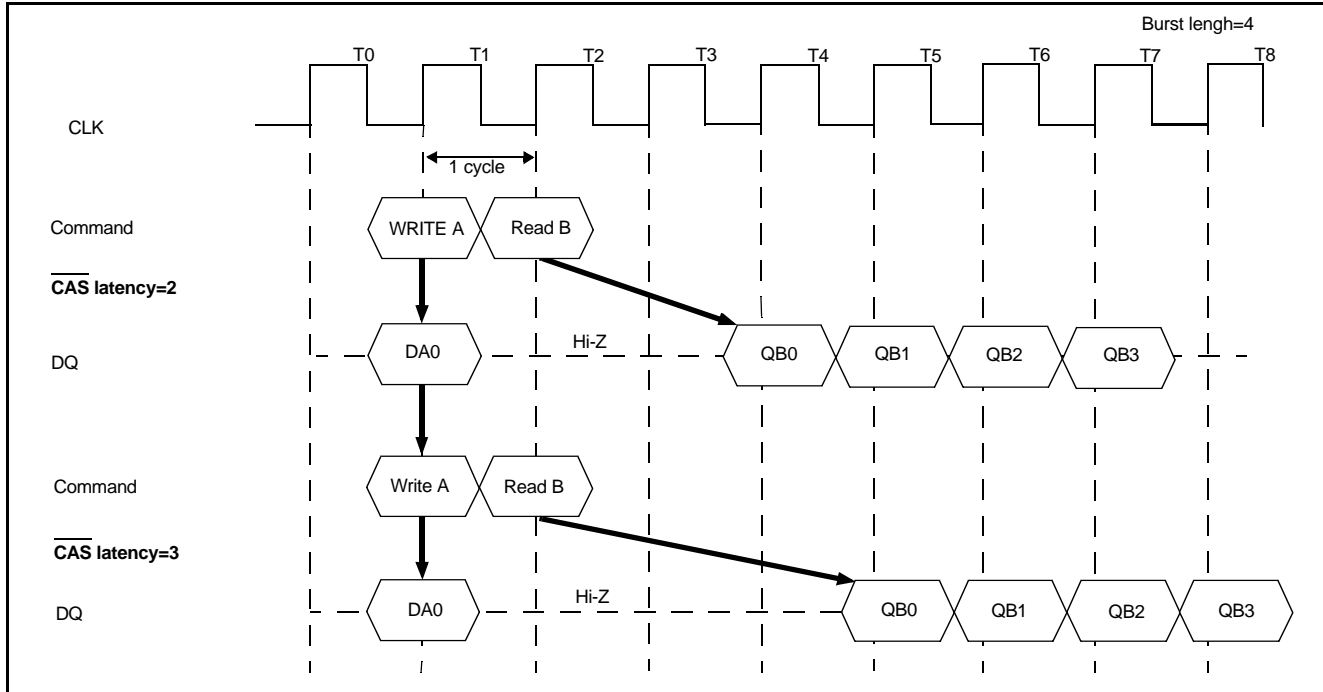 Burst lengh=4
T0 T1 T2 T3 T4 T5 T6 T7 T8
CLK
1 cycle
Command WRITE A Read B
CAS latency=2
Hi-Z
DQ DA0 QB0 QB1 QB2 QB3
Command Write A Read B
CAS latency=3
Hi-Z
DQ DA0 QB0 QB1 QB2 QB3